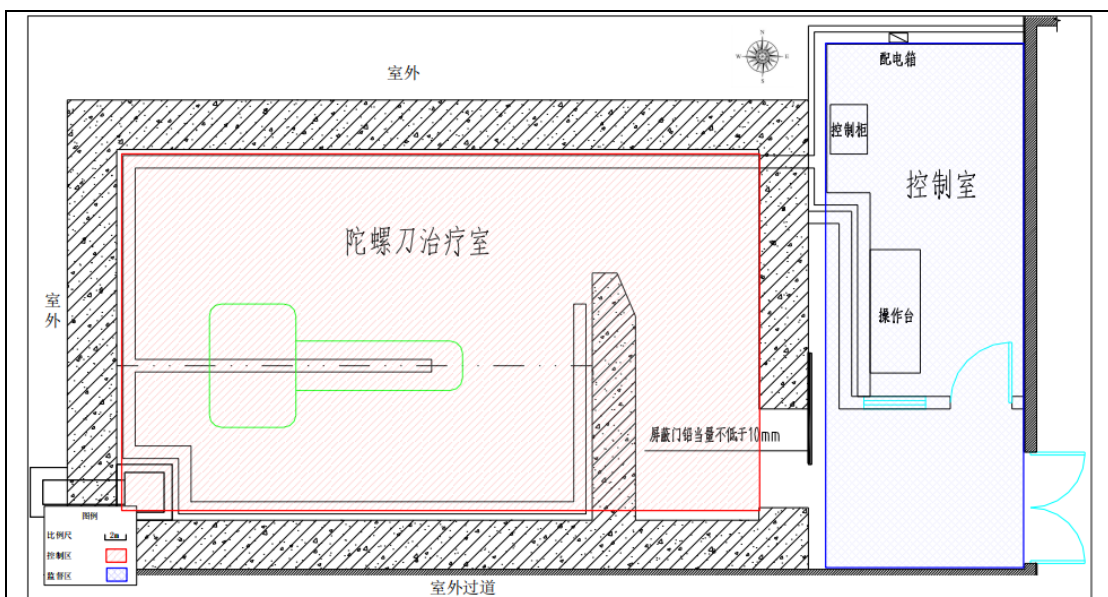 室外
N
W E
S
配电箱
控制柜
控制室
陀螺刀治疗室
室外
操作台
屏蔽门铅当量不低于10mm
图例
比例尺 2m
控制区
监督区
室外过道